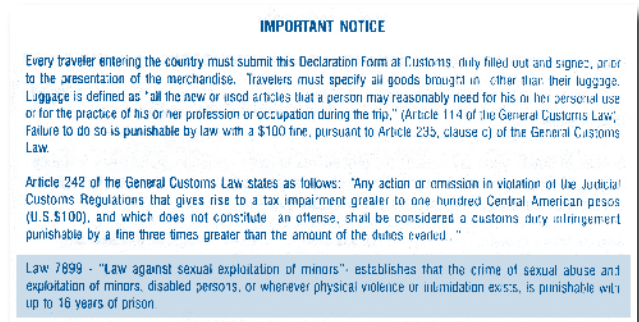 IMPORTANT NOTICE
Every traveler entering the country must submit this Declaration Form at Customs, duly filled out and signed, prior
to the presentation of the merchandise. Travelers must specify all goods brought in other than their luggage.
Luggage is defined as "all the new or used articles that a person may reasonably need for his or her personal use
or for the practice of his or her profession or occupation during the trip," (Article 114 of the General Customs Law)
Failure to do so is punishable by law with a $100 fine, pursuant to Article 235, clause c) of the General Customs
Law.
Article 242 of the General Customs Law states as follows: "Any action or omission in violation of the Judicial
Customs Regulations that gives rise to a tax impairment greater to one hundred Central American pesos
(U.S.$100), and which does not constitute an offense, shall be considered a customs duty infringement
punishable by a fine three times greater than the amount of the duties evaded.."
Law 7899 - "Law against sexual exploitation of minors"- establishes that the crime of sexual abuse and
exploitation of minors, disabled persons, or whenever physical violence or intimidation exists, is punishable with
up to 16 years of prison.